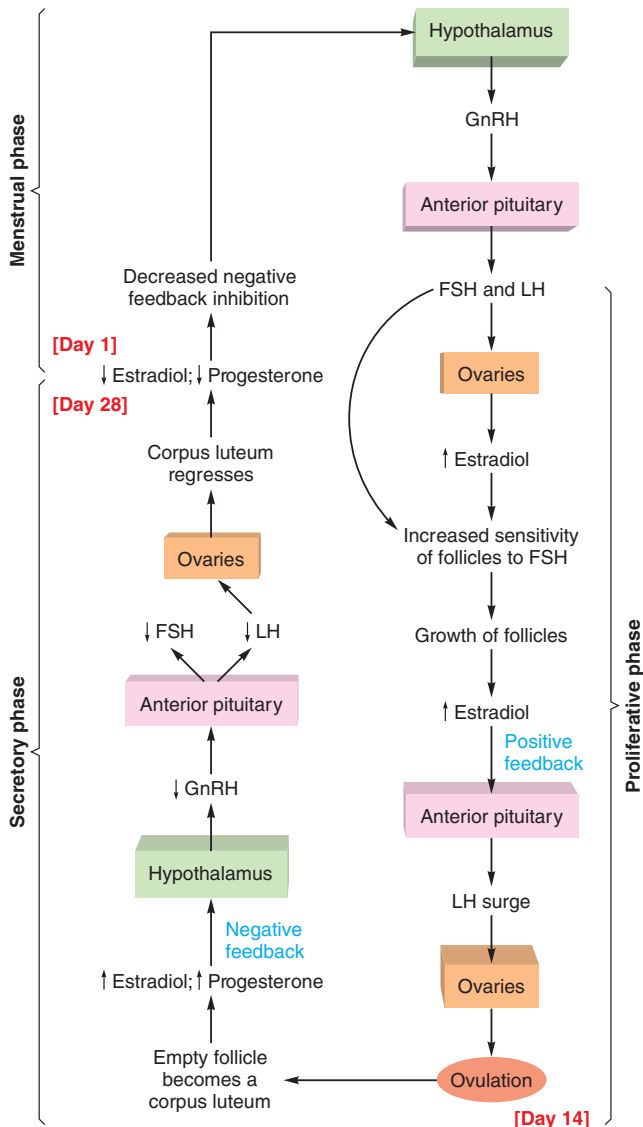 Hypothalamus
GnRH
Anterior pituitary
FSH and LH
Ovaries
↑ Estradiol
Increased sensitivity
of follicles to FSH
Growth of follicles
↑ Estradiol
Positive
feedback
Anterior pituitary
LH surge
Ovaries
Ovulation
[Day 14]
Proliferative phase
Empty follicle
becomes a
corpus luteum
↑ Estradiol; ↑ Progesterone
Negative
feedback
Hypothalamus
↓ GnRH
Anterior pituitary
↓ FSH
↓ LH
Ovaries
Corpus luteum
regresses
[Day 28]
Secretory phase
↓ Estradiol; ↓ Progesterone
[Day 1]
Decreased negative
feedback inhibition
Menstrual phase